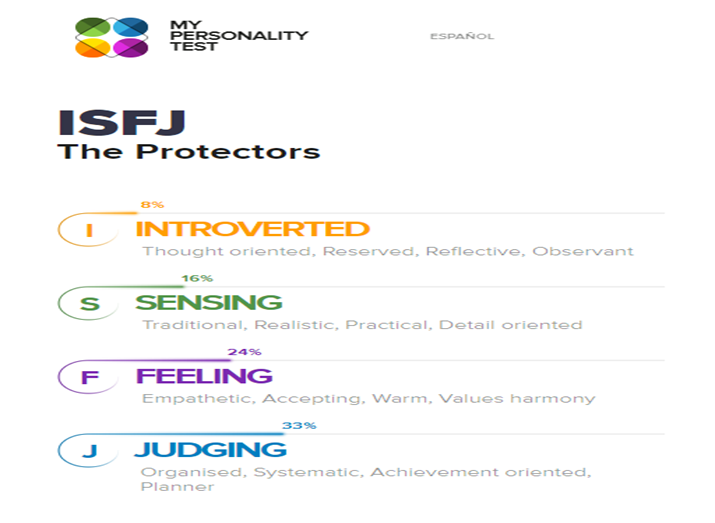 MY
PERSONALITY
TEST
ESPAÑOL
ISFJ
The Protectors
8%
I INTROVERTED
Thought oriented, Reserved, Reflective, Observant
16%
S SENSING
Traditional, Realistic, Practical, Detail oriented
24%
F FEELING
Empathetic, Accepting, Warm, Values harmony
33%
J JUDGING
Organised, Systematic, Achievement oriented,
Planner